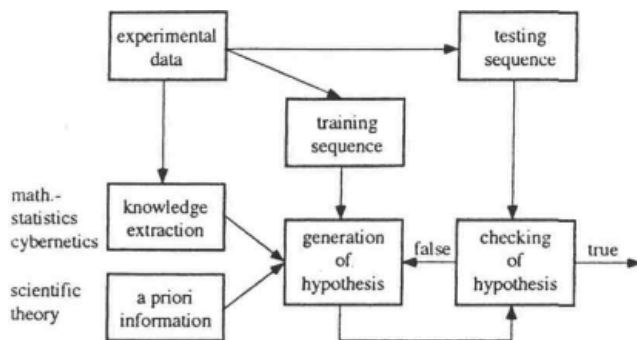 experimental
data
testing
sequence
training
sequence
math.-
statistics
cybernetics
knowledge
extraction
generation
of
hypothesis
false
checking
of
hypothesis
true
scientific
theory
a priori
information